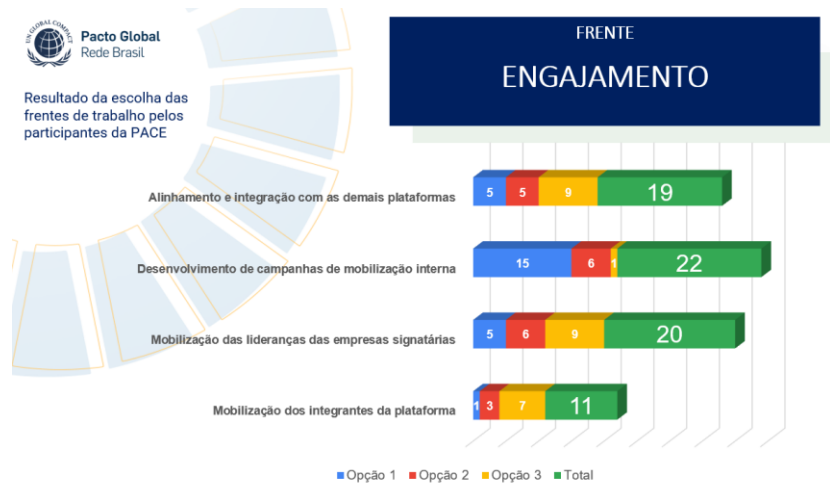 UN GLOBAL COMPACT
Pacto Global
Rede Brasil
Resultado da escolha das
frentes de trabalho pelos
participantes da PACE
FRENTE
ENGAJAMENTO
Alinhamento e integração com as demais plataformas
5 5 9 19
Desenvolvimento de campanhas de mobilização interna
15 6 1 22
Mobilização das lideranças das empresas signatárias
5 6 9 20
Mobilização dos integrantes da plataforma
1 3 7 11
Opção 1 Opção 2 Opção 3 Total